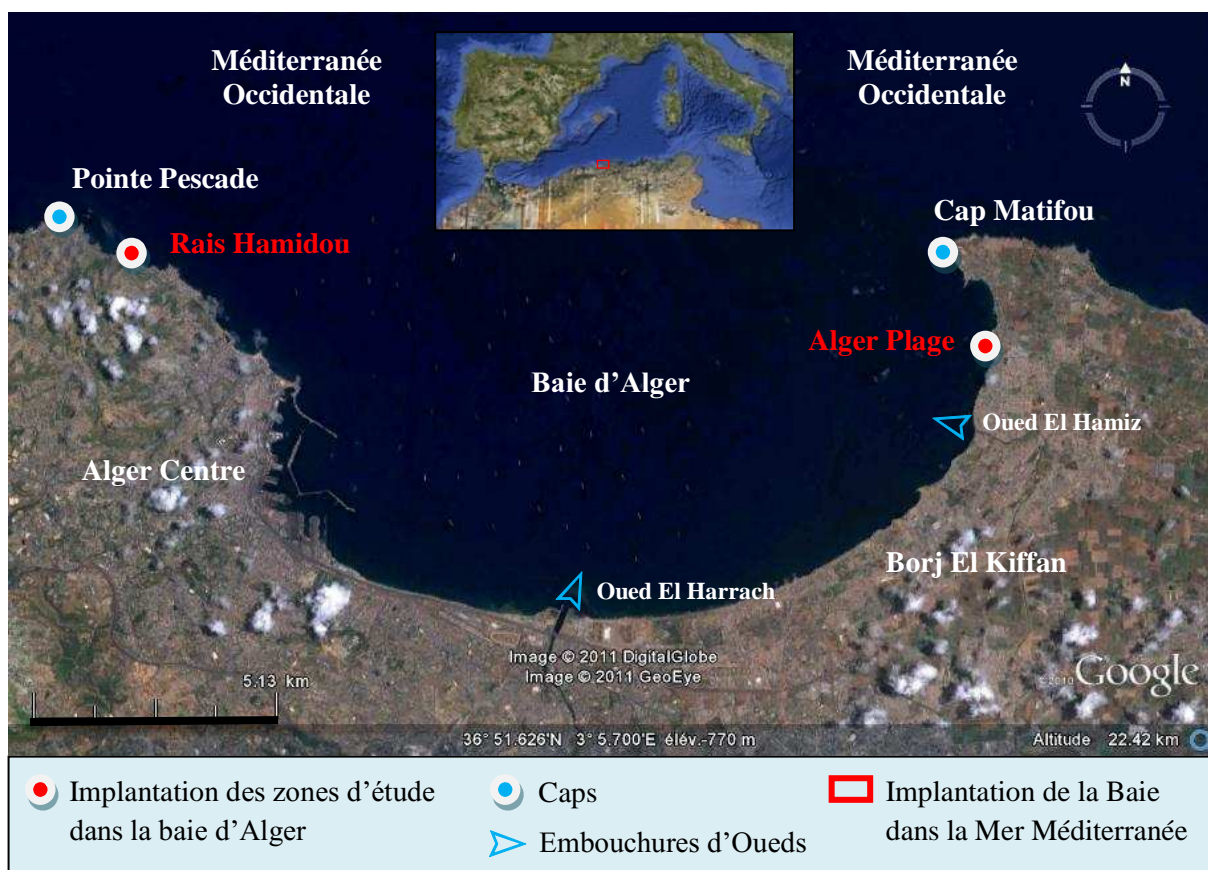 Méditerranée
Occidentale
Méditerranée
Occidentale
N
Pointe Pescade
Cap Matifou
Rais Hamidou
Alger Plage
Baie d’Alger
Oued El Hamiz
Alger Centre
Borj El Kiffan
Oued El Harrach
Image © 2011 DigitalGlobe
Image © 2011 GeoEye
©2010 Google
5.13 km
36° 51.626'N 3° 5.700'E élév.-770 m
Altitude 22.42 km
Implantation des zones d’étude
dans la baie d’Alger
Caps
Embouchures d’Oueds
Implantation de la Baie
dans la Mer Méditerranée